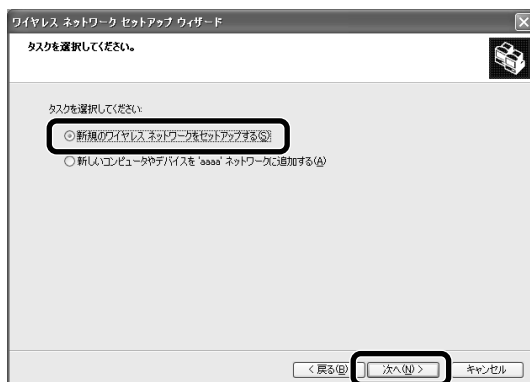 ワイヤレス ネットワーク セットアップ ウィザード
タスクを選択してください。
タスクを選択してください:
新規のワイヤレス ネットワークをセットアップする(S)
新しいコンピュータやデバイスを 'aaaa' ネットワークに追加する(A)
< 戻る(B)
次へ(N) >
キャンセル